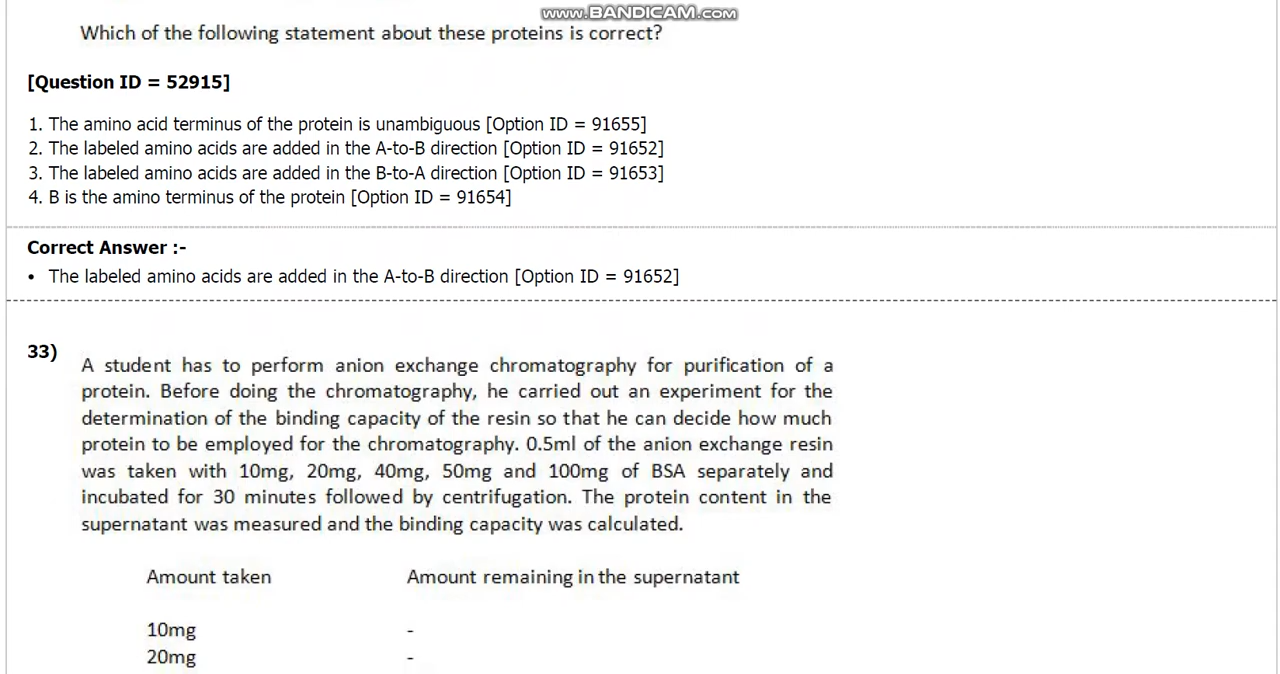 www.BANDICAM.com
Which of the following statement about these proteins is correct?
[Question ID = 52915]
1. The amino acid terminus of the protein is unambiguous [Option ID = 91655]
2. The labeled amino acids are added in the A-to-B direction [Option ID = 91652]
3. The labeled amino acids are added in the B-to-A direction [Option ID = 91653]
4. B is the amino terminus of the protein [Option ID = 91654]
Correct Answer :-
• The labeled amino acids are added in the A-to-B direction [Option ID = 91652]
33)
A student has to perform anion exchange chromatography for purification of a
protein. Before doing the chromatography, he carried out an experiment for the
determination of the binding capacity of the resin so that he can decide how much
protein to be employed for the chromatography. 0.5ml of the anion exchange resin
was taken with 10mg, 20mg, 40mg, 50mg and 100mg of BSA separately and
incubated for 30 minutes followed by centrifugation. The protein content in the
supernatant was measured and the binding capacity was calculated.
Amount taken Amount remaining in the supernatant
10mg -
20mg -